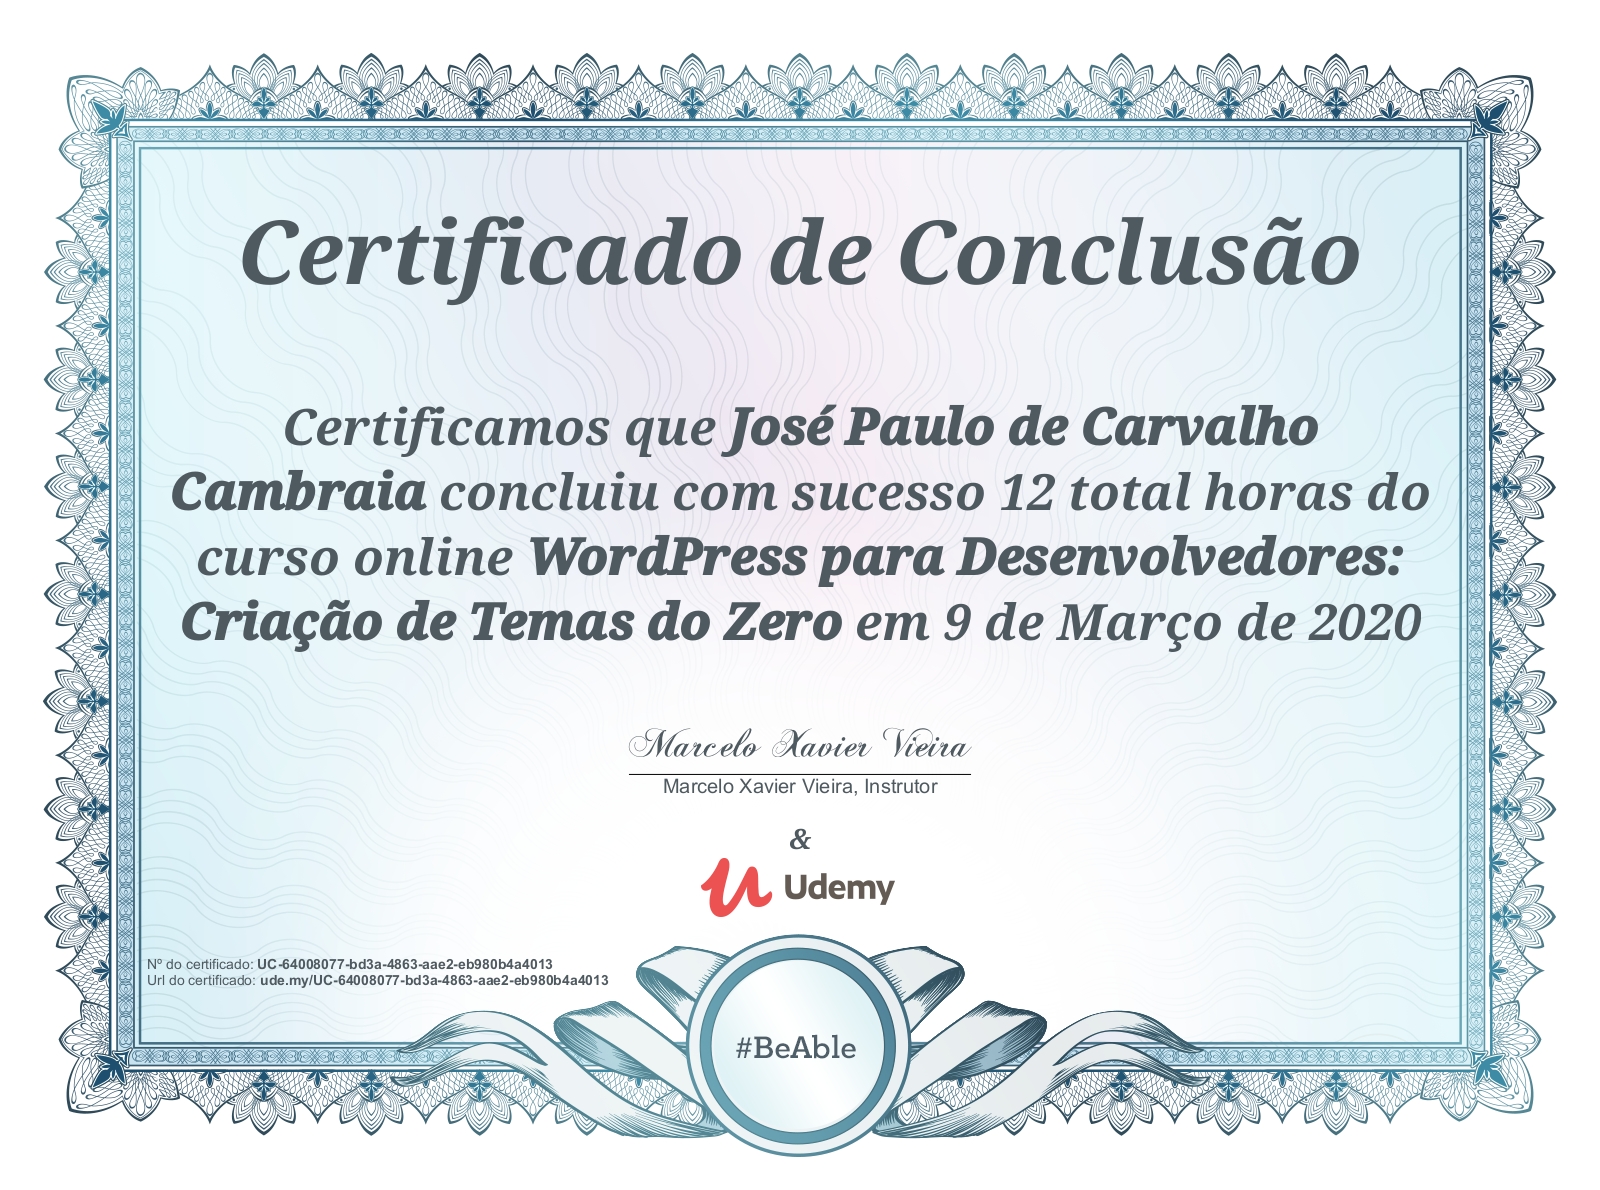 Certificado de Conclusão
Certificamos que José Paulo de Carvalho
Cambraia concluiu com sucesso 12 total horas do
curso online WordPress para Desenvolvedores:
Criação de Temas do Zero em 9 de Março de 2020
Marcelo Xavier Vieira
Marcelo Xavier Vieira, Instrutor
&
Udemy
Nº do certificado: UC-64008077-bd3a-4863-aae2-eb980b4a4013
Url do certificado: ude.my/UC-64008077-bd3a-4863-aae2-eb980b4a4013
#BeAble